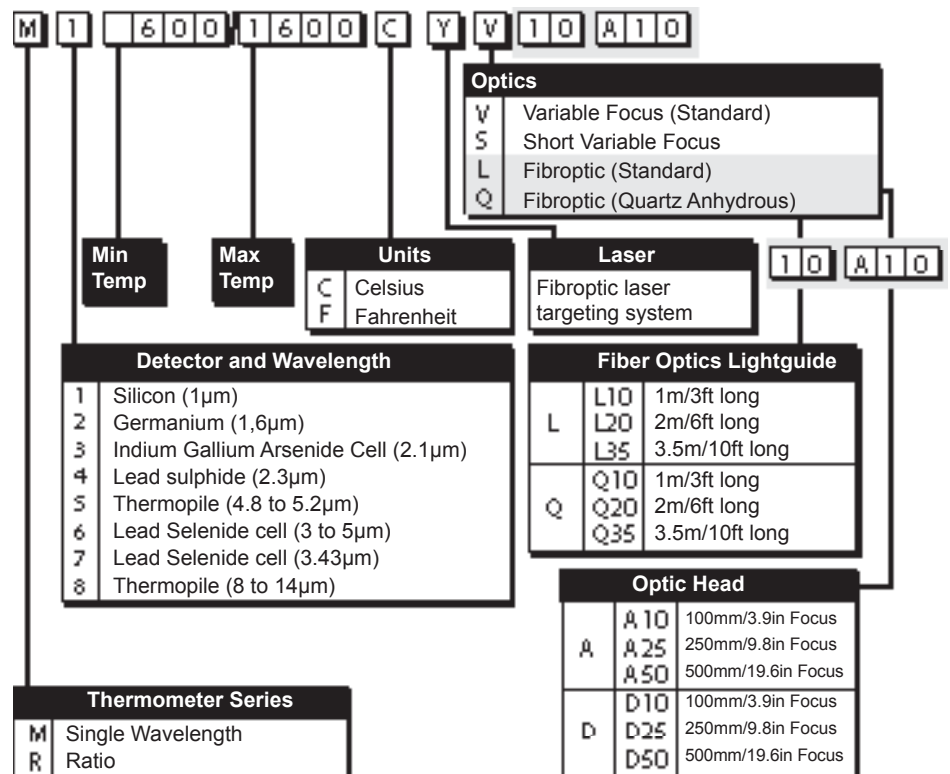 M 1 600 1600 C Y V 10 A10
Optics
V Variable Focus (Standard)
S Short Variable Focus
L Fibroptic (Standard)
Q Fibroptic (Quartz Anhydrous)
Min Temp
Max Temp
Units
C Celsius
F Fahrenheit
Laser
Fibroptic laser
targeting system
10 A10
Detector and Wavelength
1 Silicon (1µm)
2 Germanium (1,6µm)
3 Indium Gallium Arsenide Cell (2.1µm)
4 Lead sulphide (2.3µm)
5 Thermopile (4.8 to 5.2µm)
6 Lead Selenide cell (3 to 5µm)
7 Lead Selenide cell (3.43µm)
8 Thermopile (8 to 14µm)
Fiber Optics Lightguide
L10 1m/3ft long
L L20 2m/6ft long
L35 3.5m/10ft long
Q10 1m/3ft long
Q Q20 2m/6ft long
Q35 3.5m/10ft long
Optic Head
A10 100mm/3.9in Focus
A A25 250mm/9.8in Focus
A50 500mm/19.6in Focus
D10 100mm/3.9in Focus
D D25 250mm/9.8in Focus
D50 500mm/19.6in Focus
Thermometer Series
M Single Wavelength
R Ratio